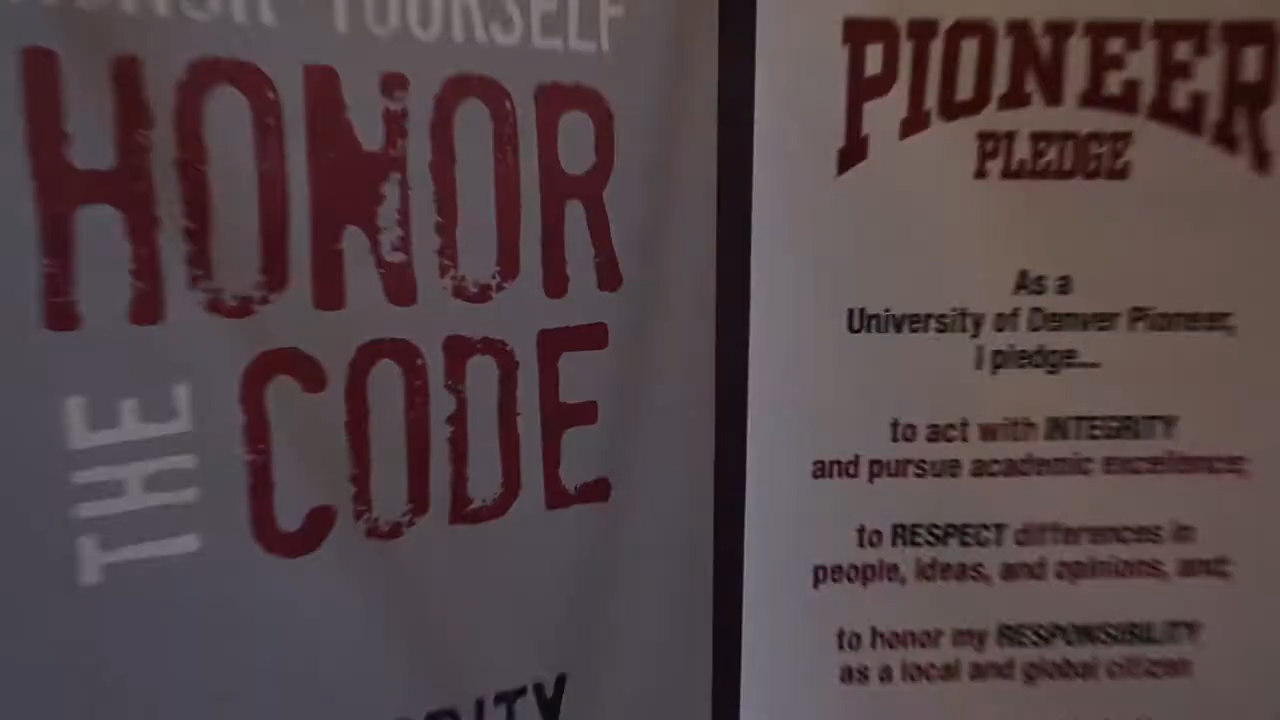 YOURSELF
HONOR
THE
CODE
PIONEER
PLEDGE
As a
University of Denver Pioneer,
I pledge...
to act with INTEGRITY
and pursue academic excellence;
to RESPECT differences in
people, ideas, and opinions, and;
to honor my RESPONSIBILITY
as a local and global citizen